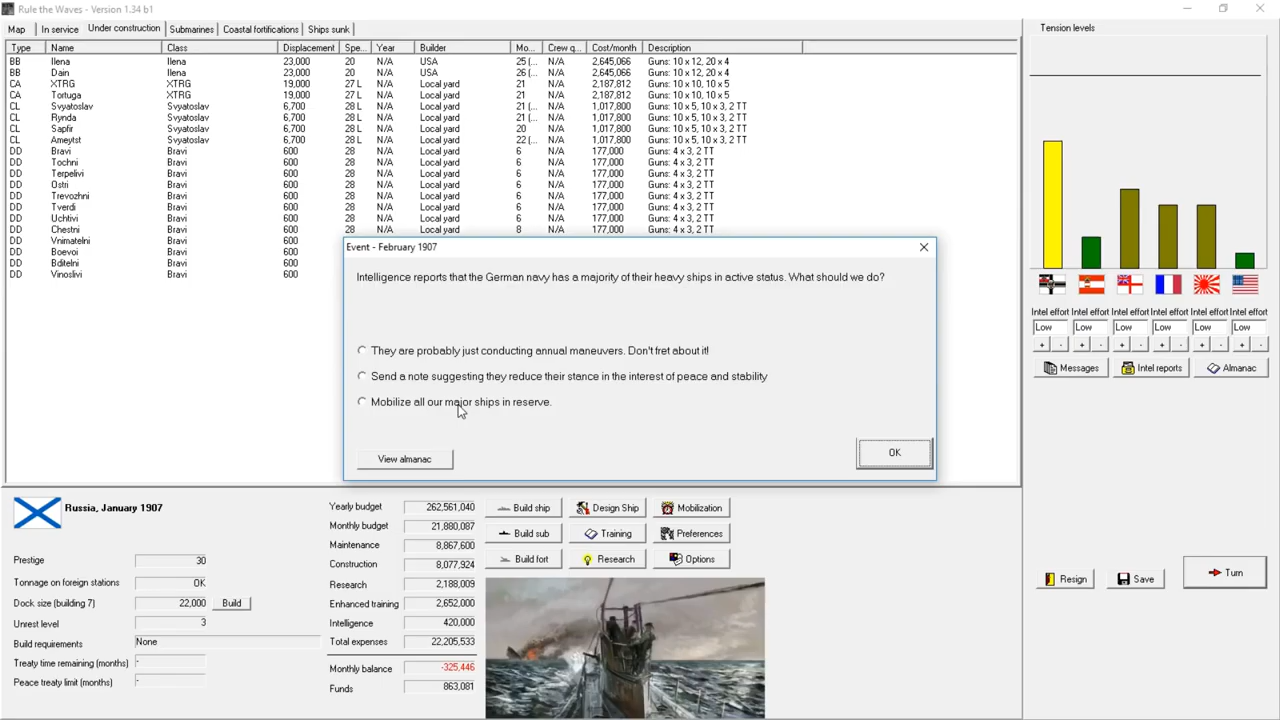 Rule the Waves - Version 1.34 b1
Map In service Under construction Submarines Coastal fortifications Ships sunk
Type Name Class Displacement Spe... Year Builder Mo... Crew q... Cost/month Description
BB Ilena Ilena 23,000 20 N/A USA 25 (... N/A 2,645,066 Guns: 10 x 12, 20 x 4
BB Dain Ilena 23,000 20 N/A USA 26 (... N/A 2,645,066 Guns: 10 x 12, 20 x 4
CA XTRG XTRG 19,000 27 L N/A Local yard 21 N/A 2,187,812 Guns: 10 x 10, 10 x 5
CA Tortuga XTRG 19,000 27 L N/A Local yard 21 N/A 2,187,812 Guns: 10 x 10, 10 x 5
CL Svyatoslav Svyatoslav 6,700 28 L N/A Local yard 21 (... N/A 1,017,800 Guns: 10 x 5, 10 x 3, 2 TT
CL Rynda Svyatoslav 6,700 28 L N/A Local yard 21 (... N/A 1,017,800 Guns: 10 x 5, 10 x 3, 2 TT
CL Sapfir Svyatoslav 6,700 28 L N/A Local yard 20 N/A 1,017,800 Guns: 10 x 5, 10 x 3, 2 TT
CL Ameytst Svyatoslav 6,700 28 L N/A Local yard 22 (... N/A 1,017,800 Guns: 10 x 5, 10 x 3, 2 TT
DD Bravi Bravi 600 28 N/A Local yard 6 N/A 177,000 Guns: 4 x 3, 2 TT
DD Tochni Bravi 600 28 N/A Local yard 6 N/A 177,000 Guns: 4 x 3, 2 TT
DD Terpelivi Bravi 600 28 N/A Local yard 6 N/A 177,000 Guns: 4 x 3, 2 TT
DD Ostri Bravi 600 28 N/A Local yard 6 N/A 177,000 Guns: 4 x 3, 2 TT
DD Trevozhni Bravi 600 28 N/A Local yard 6 N/A 177,000 Guns: 4 x 3, 2 TT
DD Tverdi Bravi 600 28 N/A Local yard 6 N/A 177,000 Guns: 4 x 3, 2 TT
DD Uchtivi Bravi 600 28 N/A Local yard 6 N/A 177,000 Guns: 4 x 3, 2 TT
DD Chestni Bravi 600 28 N/A Local yard 8 N/A 177,000 Guns: 4 x 3, 2 TT
DD Vnimatelni Bravi 600
DD Boevoi Bravi 600
DD Bditelni Bravi 600
DD Vinoslivi Bravi 600
Event - February 1907
Intelligence reports that the German navy has a majority of their heavy ships in active status. What should we do?
They are probably just conducting annual maneuvers. Don't fret about it!
Send a note suggesting they reduce their stance in the interest of peace and stability
Mobilize all our major ships in reserve.
View almanac OK
Tension levels
Intel effort Intel effort Intel effort Intel effort Intel effort Intel effort
Low Low Low Low Low Low
+ - + - + - + - + - + -
Messages Intel reports Almanac
Russia, January 1907
Prestige 30
Tonnage on foreign stations OK
Dock size (building 7) 22,000 Build
Unrest level 3
Build requirements None
Treaty time remaining (months) -
Peace treaty limit (months) -
Yearly budget 262,561,040
Monthly budget 21,880,087
Maintenance 8,867,600
Construction 8,077,924
Research 2,188,009
Enhanced training 2,652,000
Intelligence 420,000
Total expenses 22,205,533
Monthly balance -325,446
Funds 863,081
Build ship Design Ship Mobilization
Build sub Training Preferences
Build fort Research Options
Resign Save Turn